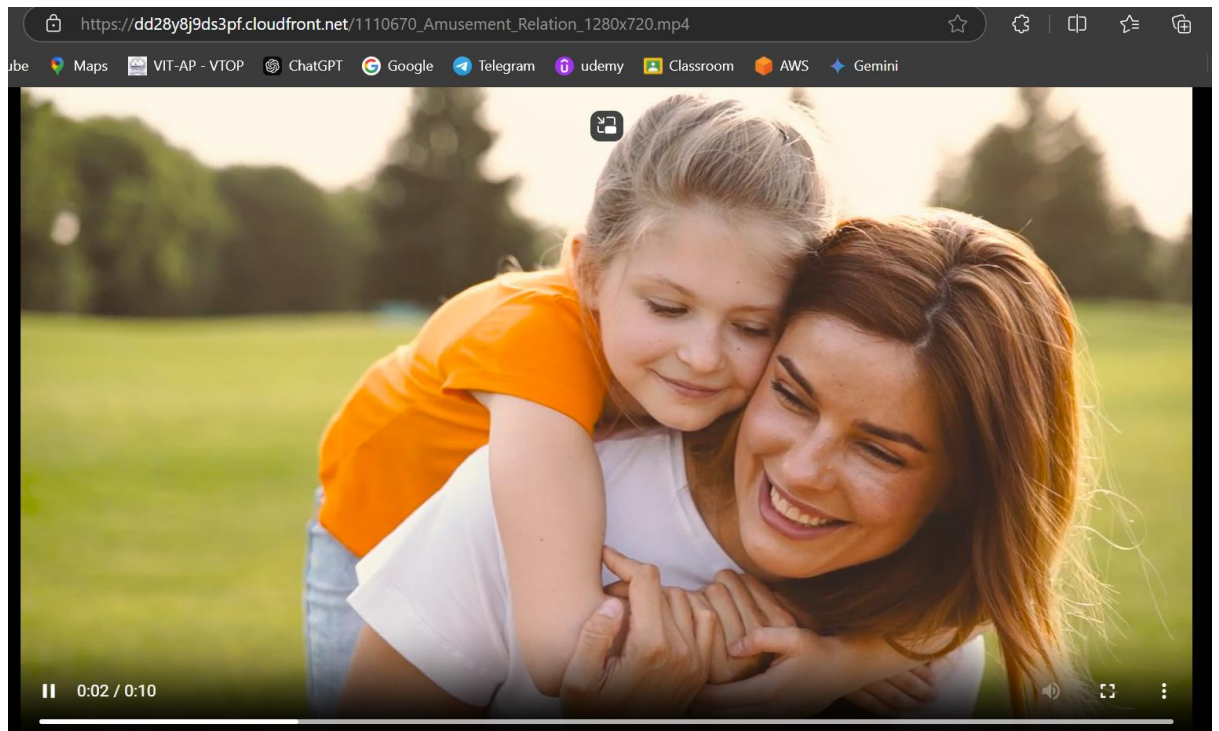 https://dd28y8j9ds3pf.cloudfront.net/1110670_Amusement_Relation_1280x720.mp4
ube Maps VIT-AP - VTOP ChatGPT Google Telegram udemy Classroom AWS Gemini
0:02 / 0:10